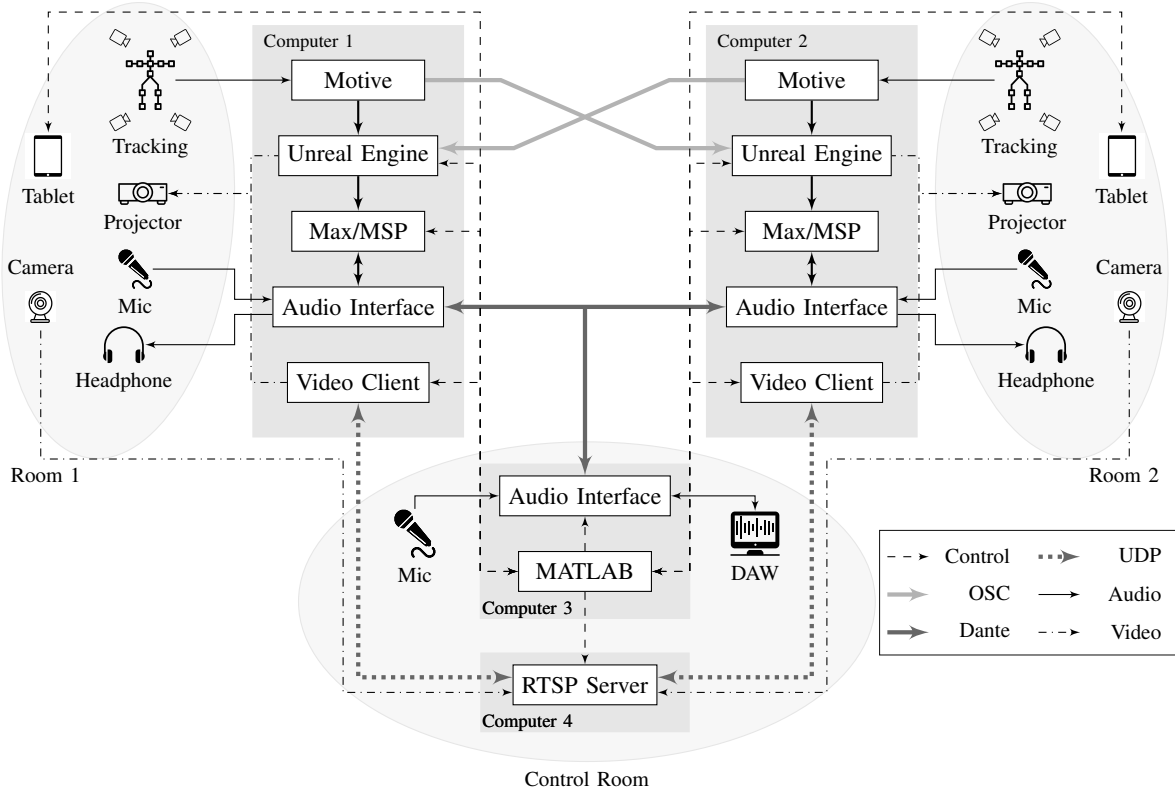 Computer 1
Motive
Unreal Engine
Max/MSP
Audio Interface
Video Client
Tracking
Tablet
Projector
Camera
Mic
Headphone
Room 1
Computer 2
Motive
Unreal Engine
Max/MSP
Audio Interface
Video Client
Tracking
Tablet
Projector
Camera
Mic
Headphone
Room 2
Audio Interface
Mic
MATLAB
DAW
Computer 3
RTSP Server
Computer 4
Control Room
Control
UDP
OSC
Audio
Dante
Video